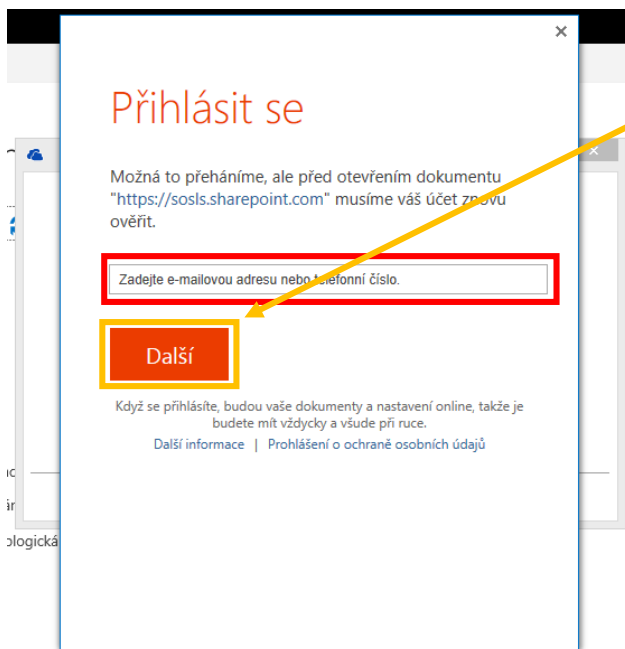 Přihlásit se
Možná to přeháníme, ale před otevřením dokumentu
"https://sosls.sharepoint.com" musíme váš účet znovu
ověřit.
Zadejte e-mailovou adresu nebo telefonní číslo.
Další
Když se přihlásíte, budou vaše dokumenty a nastavení online, takže je
budete mít vždycky a všude při ruce.
Další informace | Prohlášení o ochraně osobních údajů
ologická